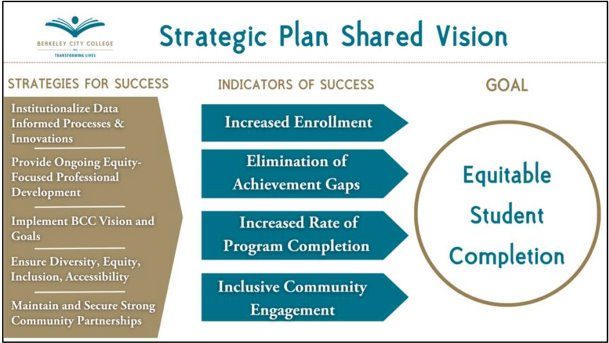 BERKELEY CITY COLLEGE
TRANSFORMING LIVES
Strategic Plan Shared Vision
STRATEGIES FOR SUCCESS
Institutionalize Data
Informed Processes &
Innovations
Provide Ongoing Equity-
Focused Professional
Development
Implement BCC Vision and
Goals
Ensure Diversity, Equity,
Inclusion, Accessibility
Maintain and Secure Strong
Community Partnerships
INDICATORS OF SUCCESS
Increased Enrollment
Elimination of
Achievement Gaps
Increased Rate of
Program Completion
Inclusive Community
Engagement
GOAL
Equitable
Student
Completion